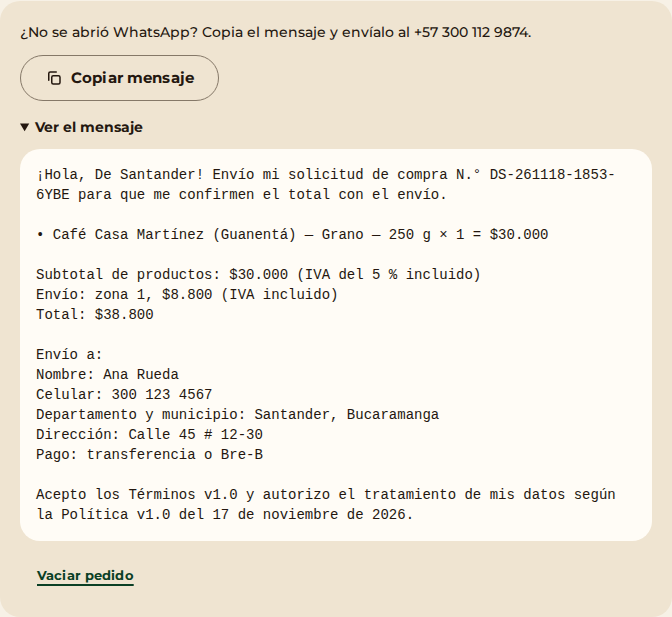 ¿No se abrió WhatsApp? Copia el mensaje y envíalo al +57 300 112 9874.
Copiar mensaje
▼ Ver el mensaje
¡Hola, De Santander! Envío mi solicitud de compra N.° DS-261118-1853-
6YBE para que me confirmen el total con el envío.
• Café Casa Martínez (Guanentá) — Grano — 250 g × 1 = $30.000
Subtotal de productos: $30.000 (IVA del 5 % incluido)
Envío: zona 1, $8.800 (IVA incluido)
Total: $38.800
Envío a:
Nombre: Ana Rueda
Celular: 300 123 4567
Departamento y municipio: Santander, Bucaramanga
Dirección: Calle 45 # 12-30
Pago: transferencia o Bre-B
Acepto los Términos v1.0 y autorizo el tratamiento de mis datos según
la Política v1.0 del 17 de noviembre de 2026.
Vaciar pedido